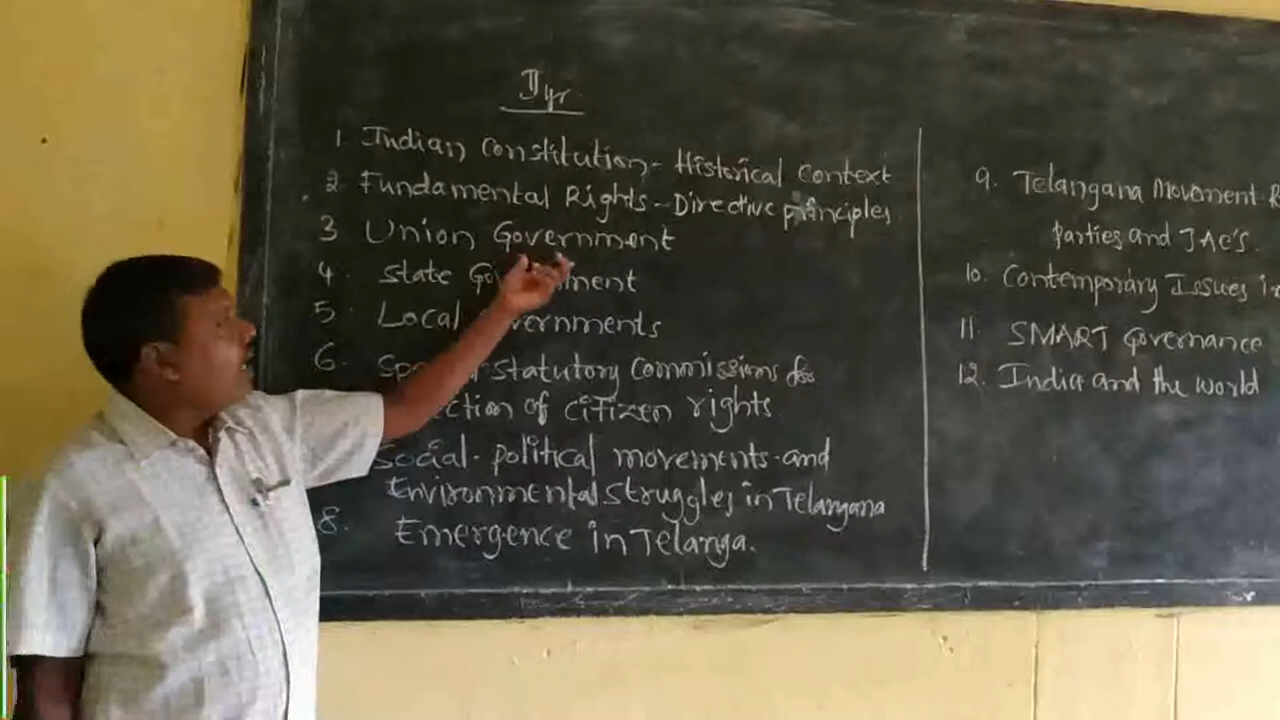 II yr.
1. Indian Constitution - Historical Context
2. Fundamental Rights - Directive principles
3 Union Government
4. State Government
5. Local Governments
6. Statutory Commissions for
of citizen rights
Social - political movements and
Environmental struggles in Telangana
8. Emergence in Telanga.
9. Telangana Movement
parties and JAC'S.
10. Contemporary Issues in
11. SMART Governance
12. India and the world